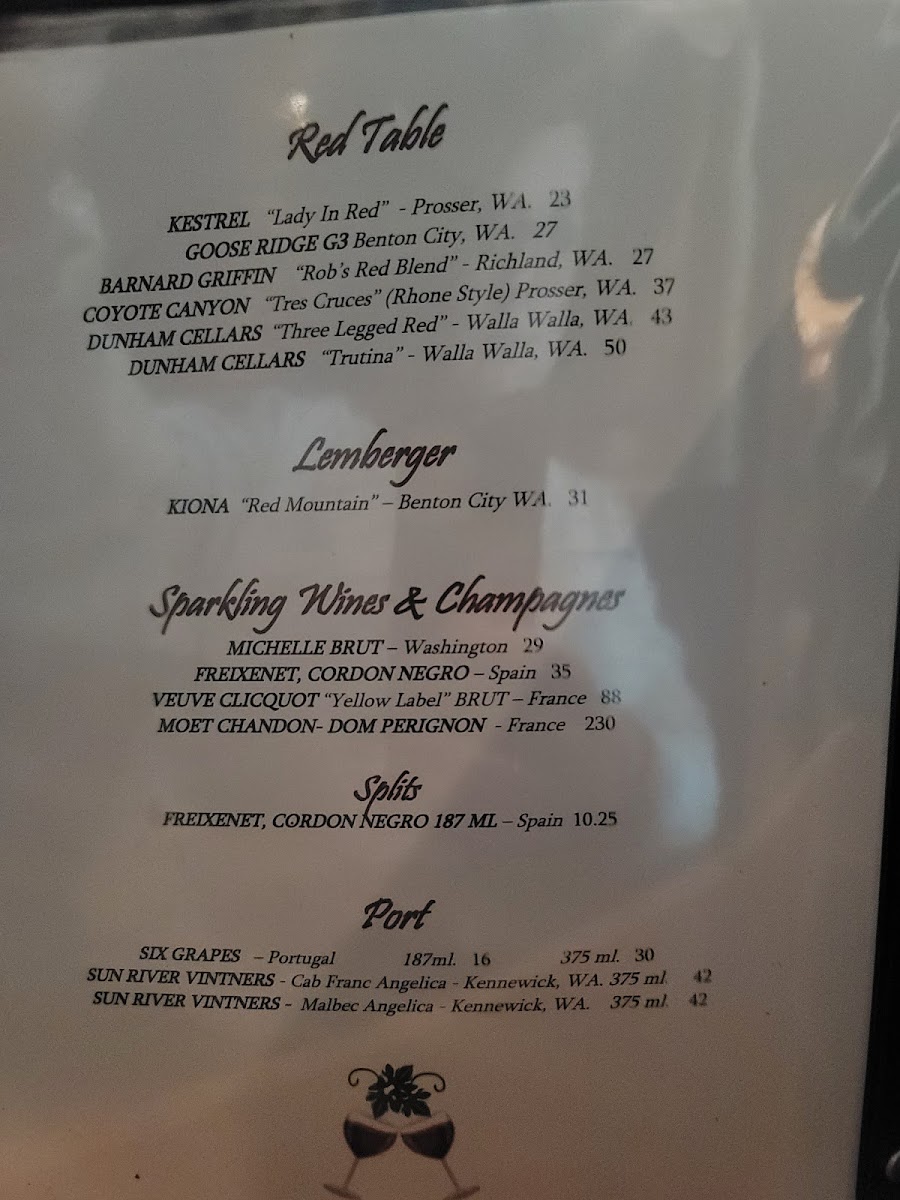 Red Table
KESTREL "Lady In Red" - Prosser, WA. 23
GOOSE RIDGE G3 Benton City, WA. 27
BARNARD GRIFFIN "Rob's Red Blend" - Richland, WA. 27
COYOTE CANYON "Tres Cruces" (Rhone Style) Prosser, WA. 37
DUNHAM CELLARS "Three Legged Red" - Walla Walla, WA. 43
DUNHAM CELLARS "Trutina" - Walla Walla, WA. 50
Lemberger
KIONA "Red Mountain" – Benton City WA. 31
Sparkling Wines & Champagnes
MICHELLE BRUT – Washington 29
FREIXENET, CORDON NEGRO – Spain 35
VEUVE CLICQUOT "Yellow Label" BRUT – France 88
MOET CHANDON- DOM PERIGNON - France 230
Splits
FREIXENET, CORDON NEGRO 187 ML – Spain 10.25
Port
SIX GRAPES – Portugal 187ml. 16 375 ml. 30
SUN RIVER VINTNERS - Cab Franc Angelica - Kennewick, WA. 375 ml. 42
SUN RIVER VINTNERS - Malbec Angelica - Kennewick, WA. 375 ml. 42